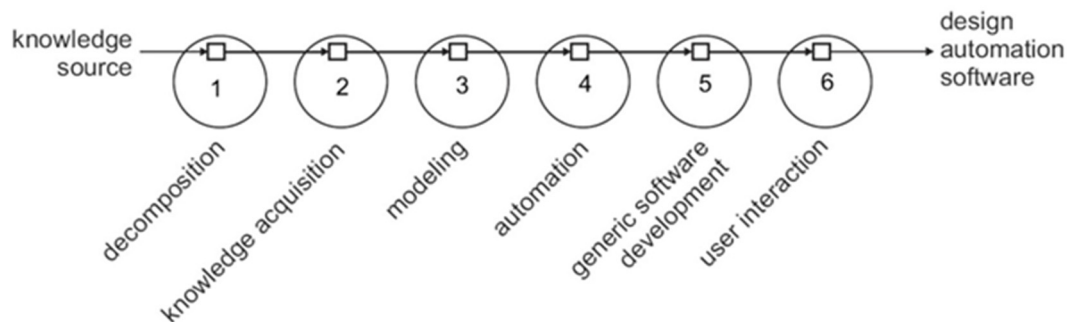 knowledge
source
design
automation
software
1
2
3
4
5
6
decomposition
knowledge acquisition
modeling
automation
generic software
development
user interaction